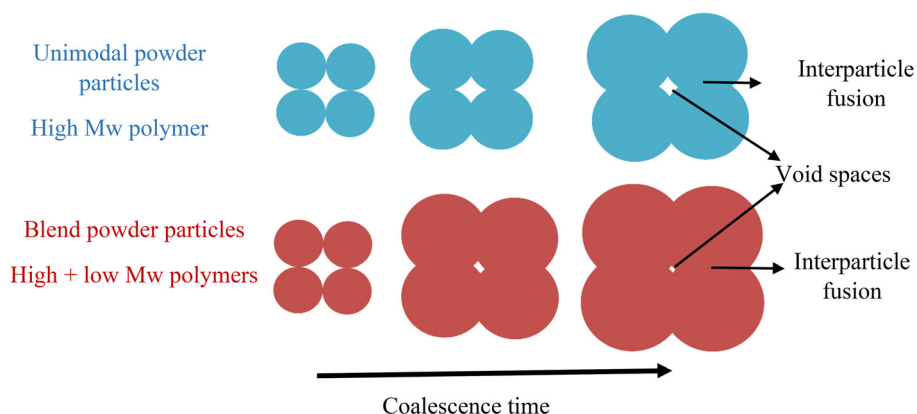 Unimodal powder
particles
High Mw polymer
Interparticle
fusion
Void spaces
Blend powder particles
High + low Mw polymers
Interparticle
fusion
Coalescence time